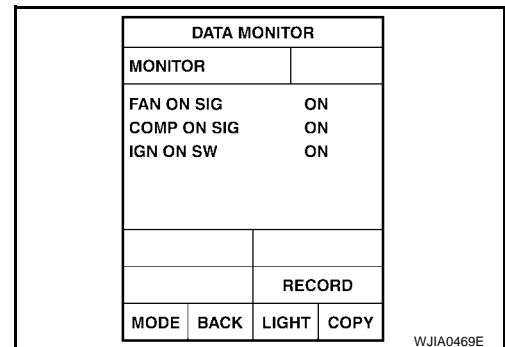 DATA MONITOR
MONITOR
FAN ON SIG ON
COMP ON SIG ON
IGN ON SW ON
RECORD
MODE BACK LIGHT COPY
WJIA0469E